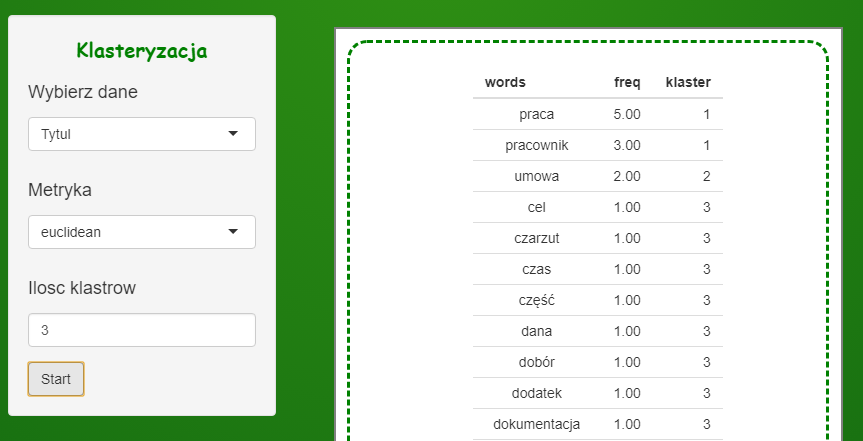 Klasteryzacja
Wybierz dane
Tytul
Metryka
euclidean
Ilosc klastrow
3
Start
words freq klaster
praca 5.00 1
pracownik 3.00 1
umowa 2.00 2
cel 1.00 3
czarzut 1.00 3
czas 1.00 3
część 1.00 3
dana 1.00 3
dobór 1.00 3
dodatek 1.00 3
dokumentacja 1.00 3